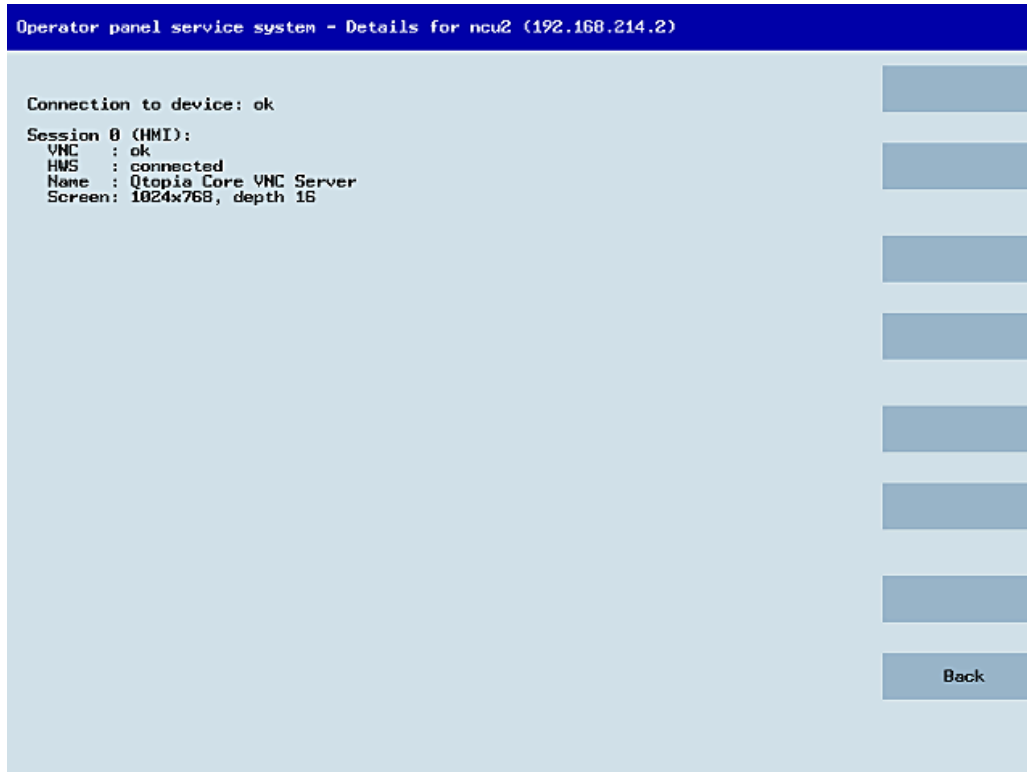 Operator panel service system - Details for ncu2 (192.168.214.2)
Connection to device: ok
Session 0 (HMI):
VNC : ok
HWS : connected
Name : Qtopia Core VNC Server
Screen: 1024x768, depth 16
Back